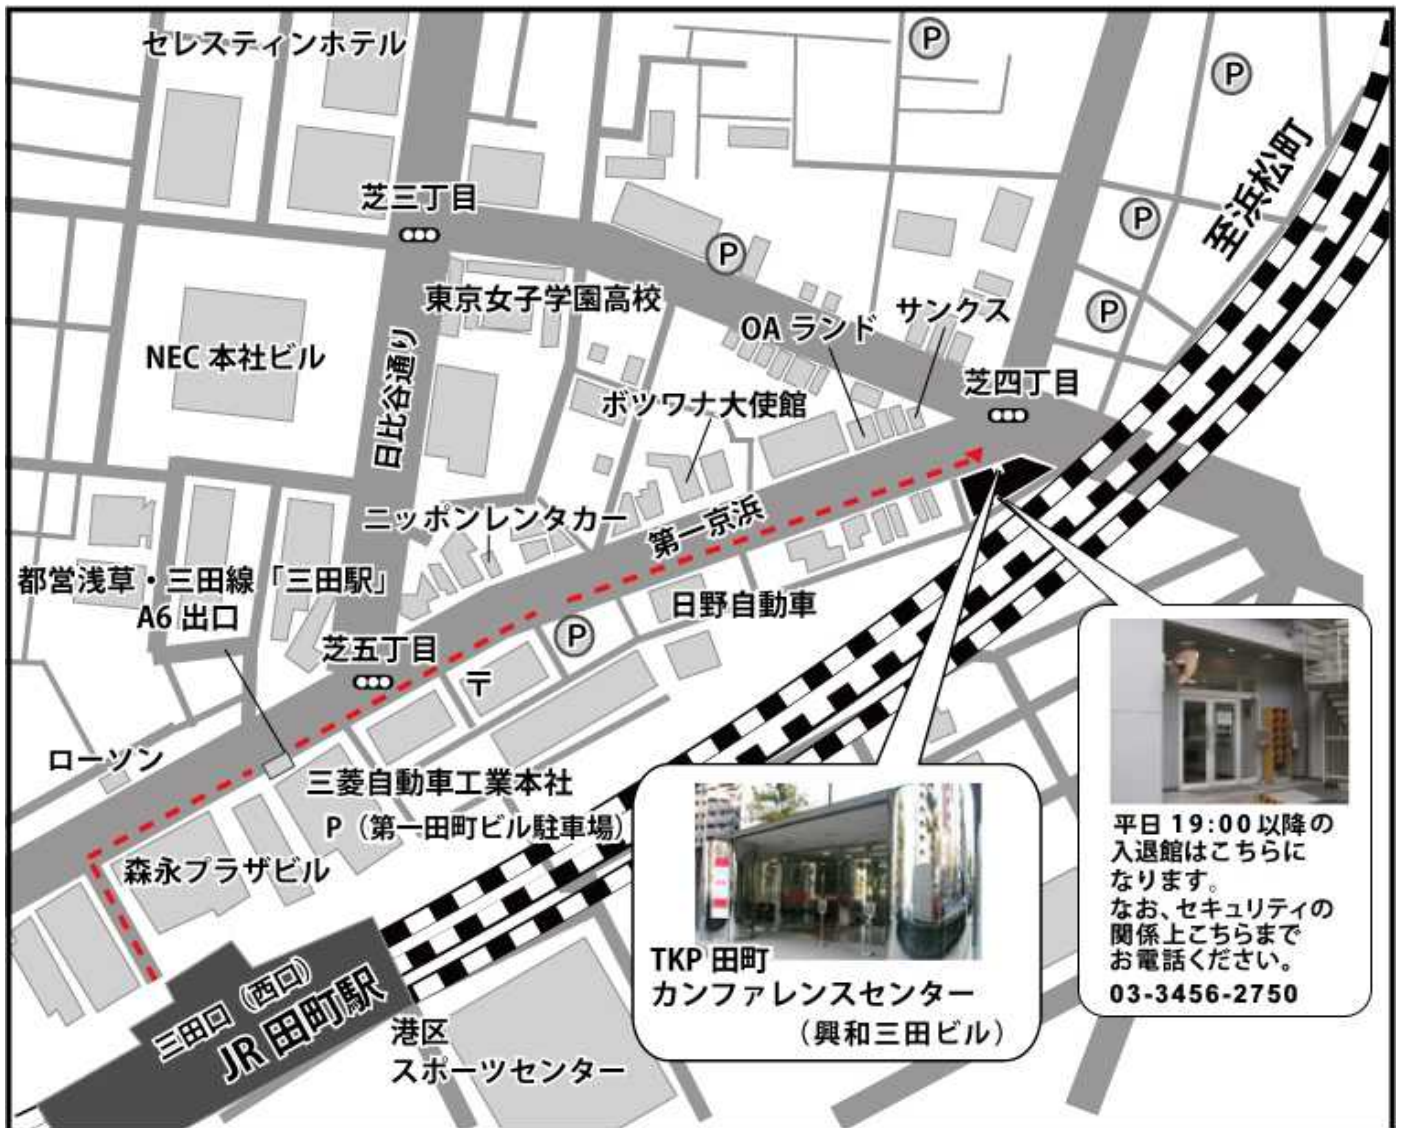 セレスティンホテル
P
P
至浜松町
芝三丁目
P
P
東京女子学園高校
サンクス
OA ランド
P
NEC 本社ビル
日比谷通り
芝四丁目
ボツワナ大使館
ニッポンレンタカー
第一京浜
都営浅草・三田線「三田駅」
A6 出口
日野自動車
P
芝五丁目
〒
ローソン
三菱自動車工業本社
P（第一田町ビル駐車場）
森永プラザビル
三田口（西口）
JR 田町駅
港区
スポーツセンター
TKP 田町
カンファレンスセンター
（興和三田ビル）
平日 19:00 以降の
入退館はこちらに
なります。
なお、セキュリティの
関係上こちらまで
お電話ください。
03-3456-2750